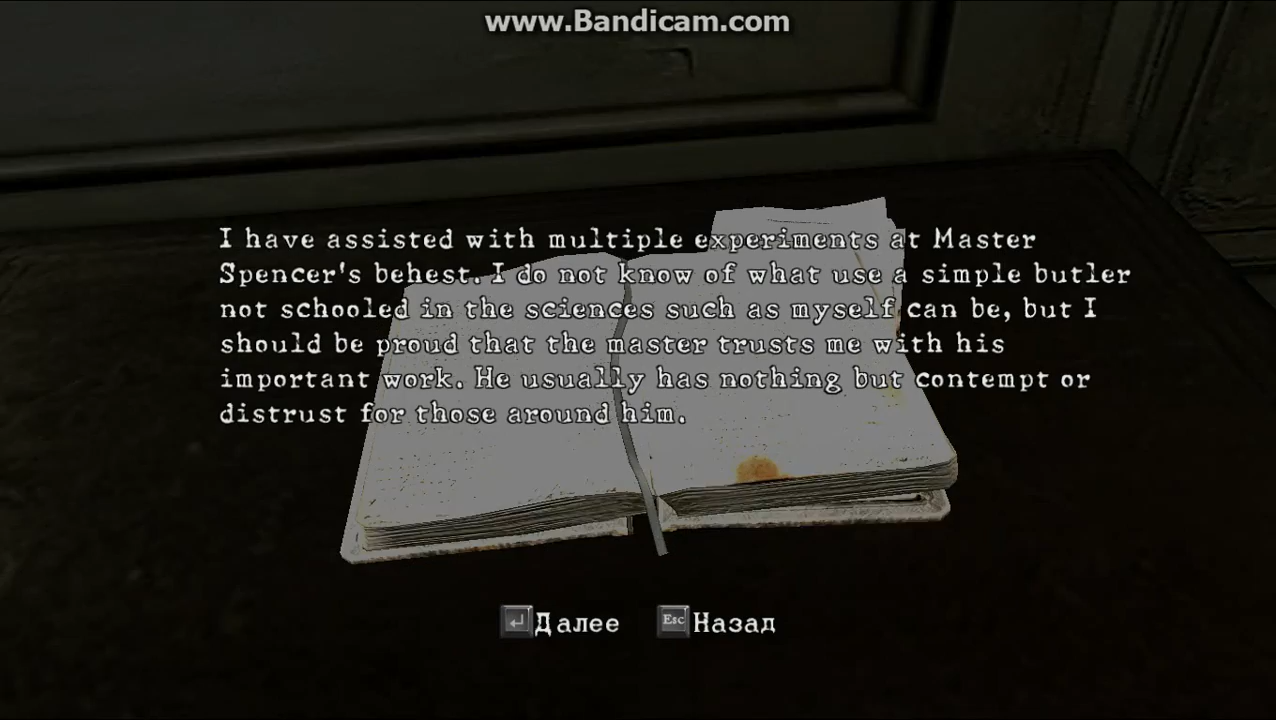 www.Bandicam.com
I have assisted with multiple experiments at Master
Spencer's behest. I do not know of what use a simple butler
not schooled in the sciences such as myself can be, but I
should be proud that the master trusts me with his
important work. He usually has nothing but contempt or
distrust for those around him.
Далее Esc Назад